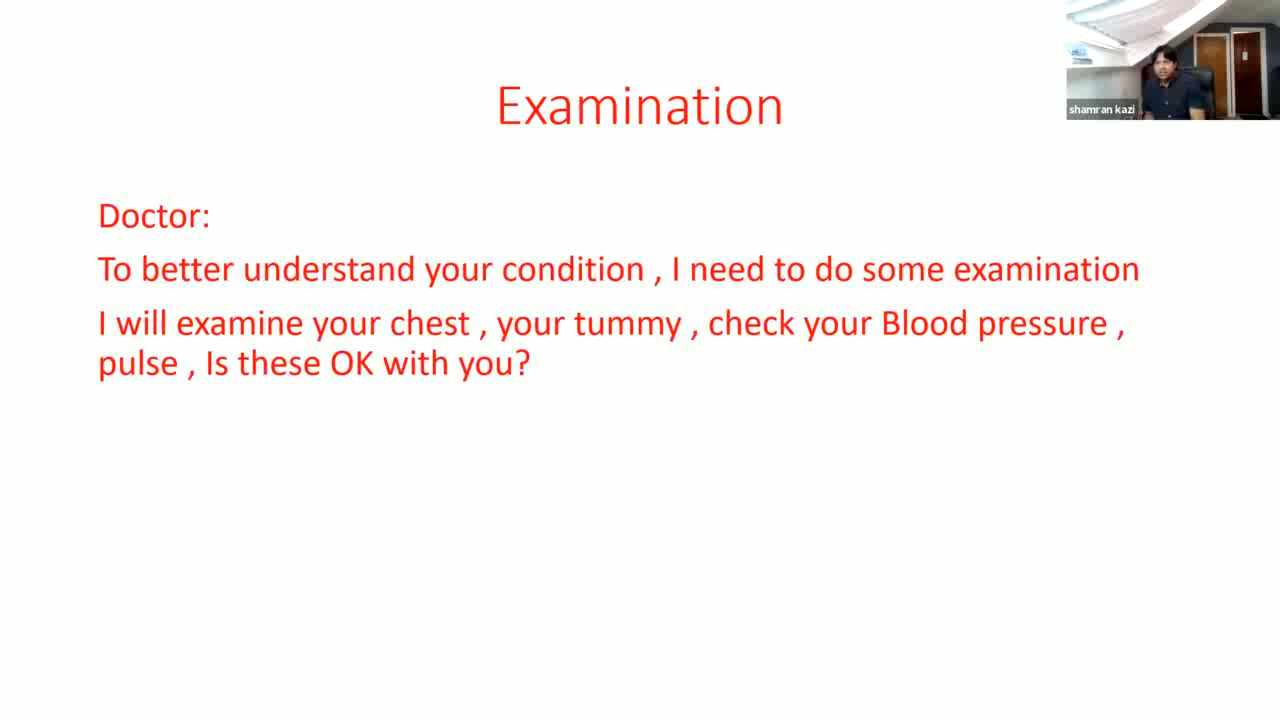 Examination
shamran kazi
Doctor:
To better understand your condition , I need to do some examination
I will examine your chest , your tummy , check your Blood pressure ,
pulse , Is these OK with you?